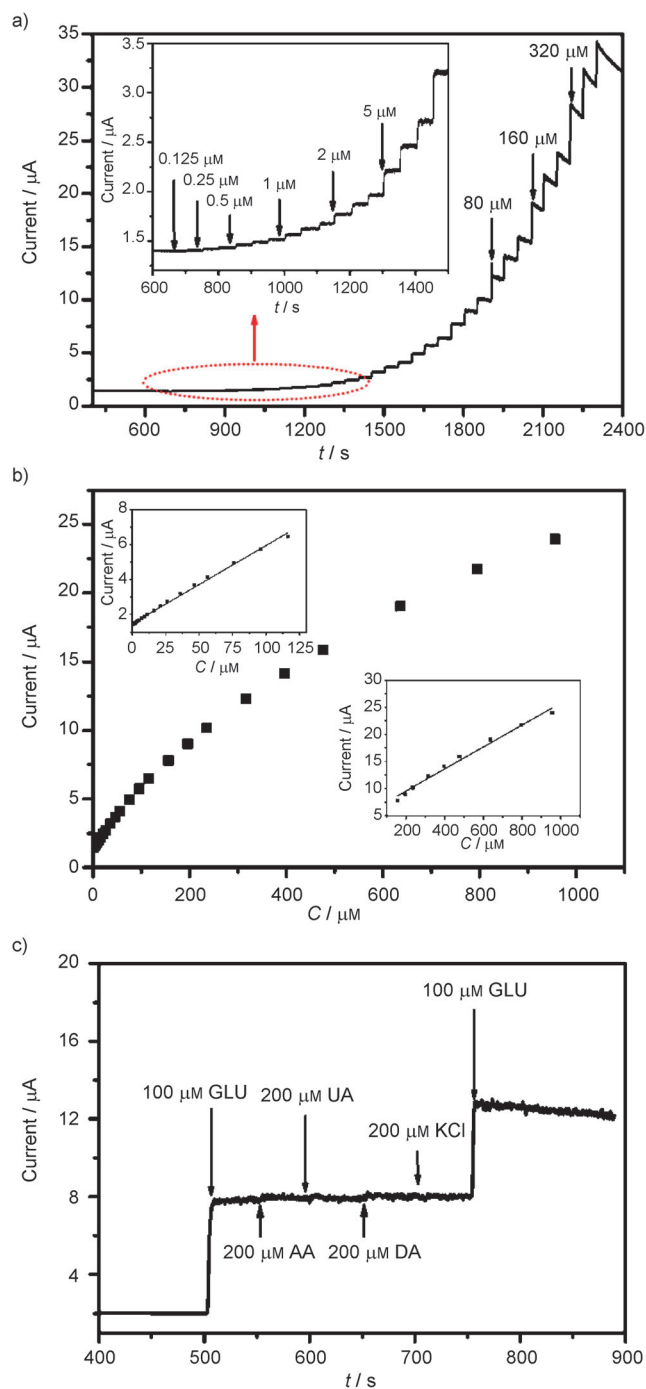 a)
35
30
25
20
15
10
5
0
Current / µA
600
900
1200
1500
1800
2100
2400
t / s
3.5
3.0
2.5
2.0
1.5
Current / µA
600
800
1000
1200
1400
t / s
0.125 µM
0.25 µM
0.5 µM
1 µM
2 µM
5 µM
80 µM
160 µM
320 µM
b)
25
20
15
10
5
0
Current / µA
0
200
400
600
800
1000
C / µM
8
6
4
2
Current / µA
0
25
50
75
100
125
C / µM
30
25
20
15
10
5
Current / µA
200
400
600
800
1000
C / µM
c)
20
16
12
8
4
Current / µA
400
500
600
700
800
900
t / s
100 µM GLU
200 µM UA
200 µM KCl
100 µM GLU
200 µM AA
200 µM DA